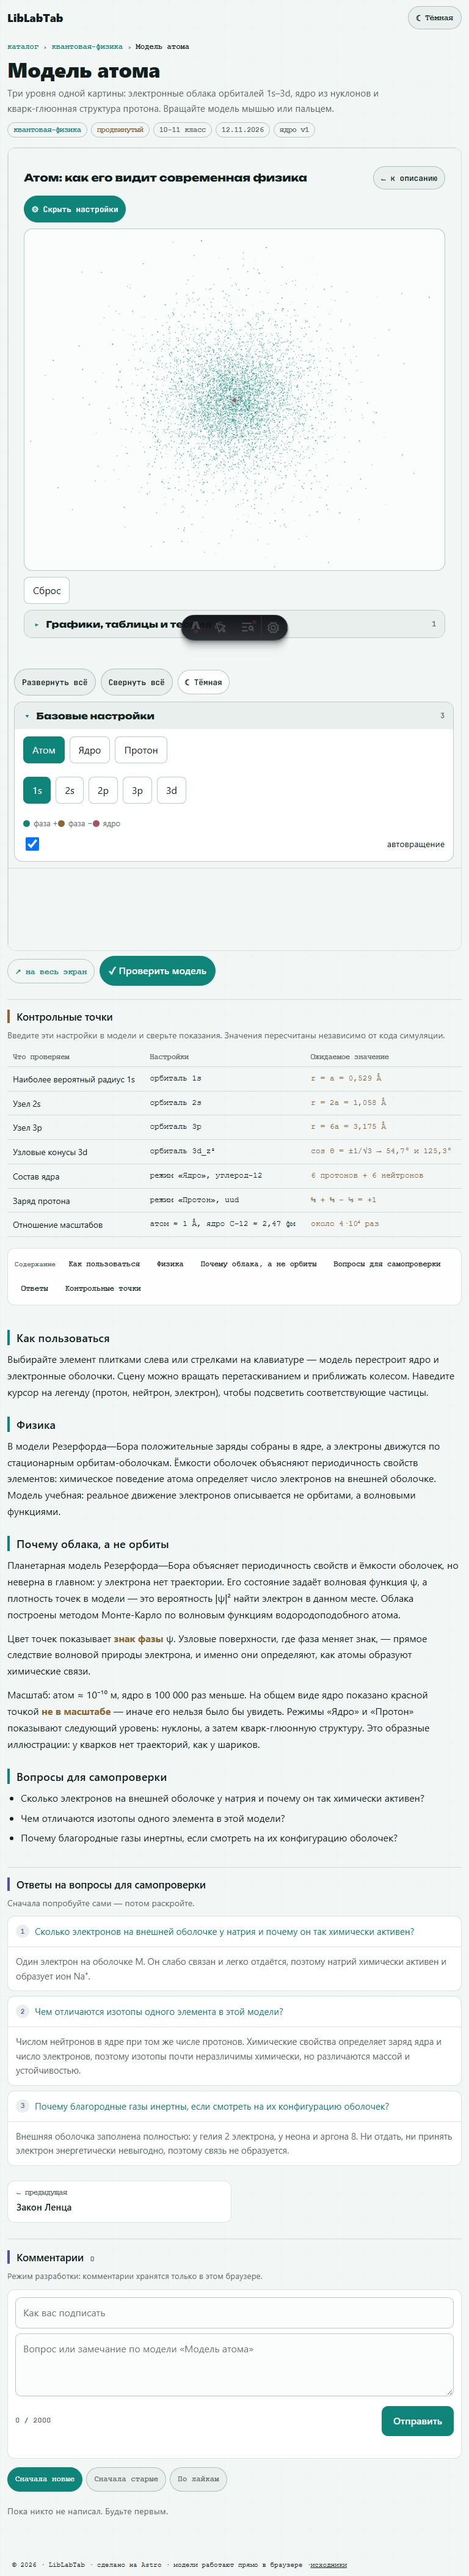 LibLabTab
☾ Тёмная
каталог › квантовая-физика › Модель атома
Модель атома
Три уровня одной картины: электронные облака орбиталей 1s–3d, ядро из нуклонов и
кварк-глюонная структура протона. Вращайте модель мышью или пальцем.
квантовая-физика
продвинутый
10–11 класс
12.11.2026
ядро v1
Атом: как его видит современная физика
← к описанию
⚙ Скрыть настройки
Сброс
▸ Графики, таблицы и те
1
Развернуть всё
Свернуть всё
☾ Тёмная
▾ Базовые настройки
3
Атом
Ядро
Протон
1s
2s
2p
3p
3d
фаза +
фаза −
ядро
автовращение
↗ на весь экран
✓ Проверить модель
Контрольные точки
Введите эти настройки в модели и сверьте показания. Значения пересчитаны независимо от кода симуляции.
Что проверяем
Настройки
Ожидаемое значение
Наиболее вероятный радиус 1s
орбиталь 1s
r = a = 0,529 Å
Узел 2s
орбиталь 2s
r = 2a = 1,058 Å
Узел 3p
орбиталь 3p
r = 6a = 3,175 Å
Узловые конусы 3d
орбиталь 3d_z²
cos θ = ±1/√3 → 54,7° и 125,3°
Состав ядра
режим «Ядро», углерод-12
6 протонов + 6 нейтронов
Заряд протона
режим «Протон», uud
⅔ + ⅔ − ⅓ = +1
Отношение масштабов
атом ≈ 1 Å, ядро C-12 ≈ 2,47 фм
около 4·10⁴ раз
Содержание
Как пользоваться
Физика
Почему облака, а не орбиты
Вопросы для самопроверки
Ответы
Контрольные точки
Как пользоваться
Выбирайте элемент плитками слева или стрелками на клавиатуре — модель перестроит ядро и
электронные оболочки. Сцену можно вращать перетаскиванием и приближать колесом. Наведите
курсор на легенду (протон, нейтрон, электрон), чтобы подсветить соответствующие частицы.
Физика
В модели Резерфорда—Бора положительные заряды собраны в ядре, а электроны движутся по
стационарным орбитам-оболочкам. Ёмкости оболочек объясняют периодичность свойств
элементов: химическое поведение атома определяет число электронов на внешней оболочке.
Модель учебная: реальное движение электронов описывается не орбитами, а волновыми
функциями.
Почему облака, а не орбиты
Планетарная модель Резерфорда—Бора объясняет периодичность свойств и ёмкости оболочек, но
неверна в главном: у электрона нет траектории. Его состояние задаёт волновая функция ψ, а
плотность точек в модели — это вероятность |ψ|² найти электрон в данном месте. Облака
построены методом Монте-Карло по волновым функциям водородоподобного атома.
Цвет точек показывает знак фазы ψ. Узловые поверхности, где фаза меняет знак, — прямое
следствие волновой природы электрона, и именно они определяют, как атомы образуют
химические связи.
Масштаб: атом ≈ 10⁻¹⁰ м, ядро в 100 000 раз меньше. На общем виде ядро показано красной
точкой не в масштабе — иначе его нельзя было бы увидеть. Режимы «Ядро» и «Протон»
показывают следующий уровень: нуклоны, а затем кварк-глюонную структуру. Это образные
иллюстрации: у кварков нет траекторий, как у шариков.
Вопросы для самопроверки
• Сколько электронов на внешней оболочке у натрия и почему он так химически активен?
• Чем отличаются изотопы одного элемента в этой модели?
• Почему благородные газы инертны, если смотреть на их конфигурацию оболочек?
Ответы на вопросы для самопроверки
Сначала попробуйте сами — потом раскройте.
1 Сколько электронов на внешней оболочке у натрия и почему он так химически активен?
Один электрон на оболочке M. Он слабо связан и легко отдаётся, поэтому натрий химически активен и
образует ион Na⁺.
2 Чем отличаются изотопы одного элемента в этой модели?
Числом нейтронов в ядре при том же числе протонов. Химические свойства определяет заряд ядра и
число электронов, поэтому изотопы почти неразличимы химически, но различаются массой и
устойчивостью.
3 Почему благородные газы инертны, если смотреть на их конфигурацию оболочек?
Внешняя оболочка заполнена полностью: у гелия 2 электрона, у неона и аргона 8. Ни отдать, ни принять
электрон энергетически невыгодно, поэтому связь не образуется.
← предыдущая
Закон Ленца
Комментарии 0
Режим разработки: комментарии хранятся только в этом браузере.
Как вас подписать
Вопрос или замечание по модели «Модель атома»
0 / 2000
Отправить
Сначала новые
Сначала старые
По лайкам
Пока никто не написал. Будьте первым.
© 2026 · LibLabTab · сделано на Astro · модели работают прямо в браузере ·исходники